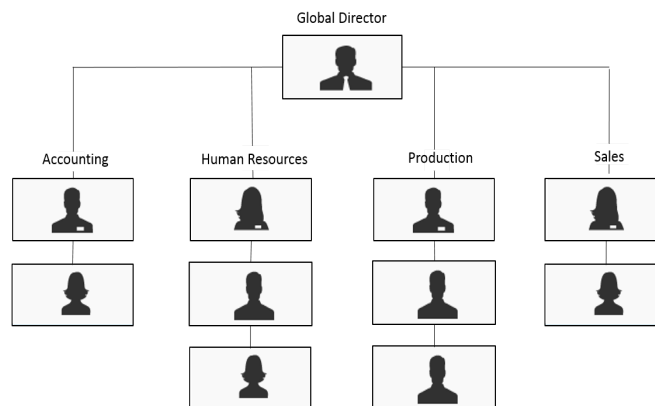 Global Director
Accounting
Human Resources
Production
Sales